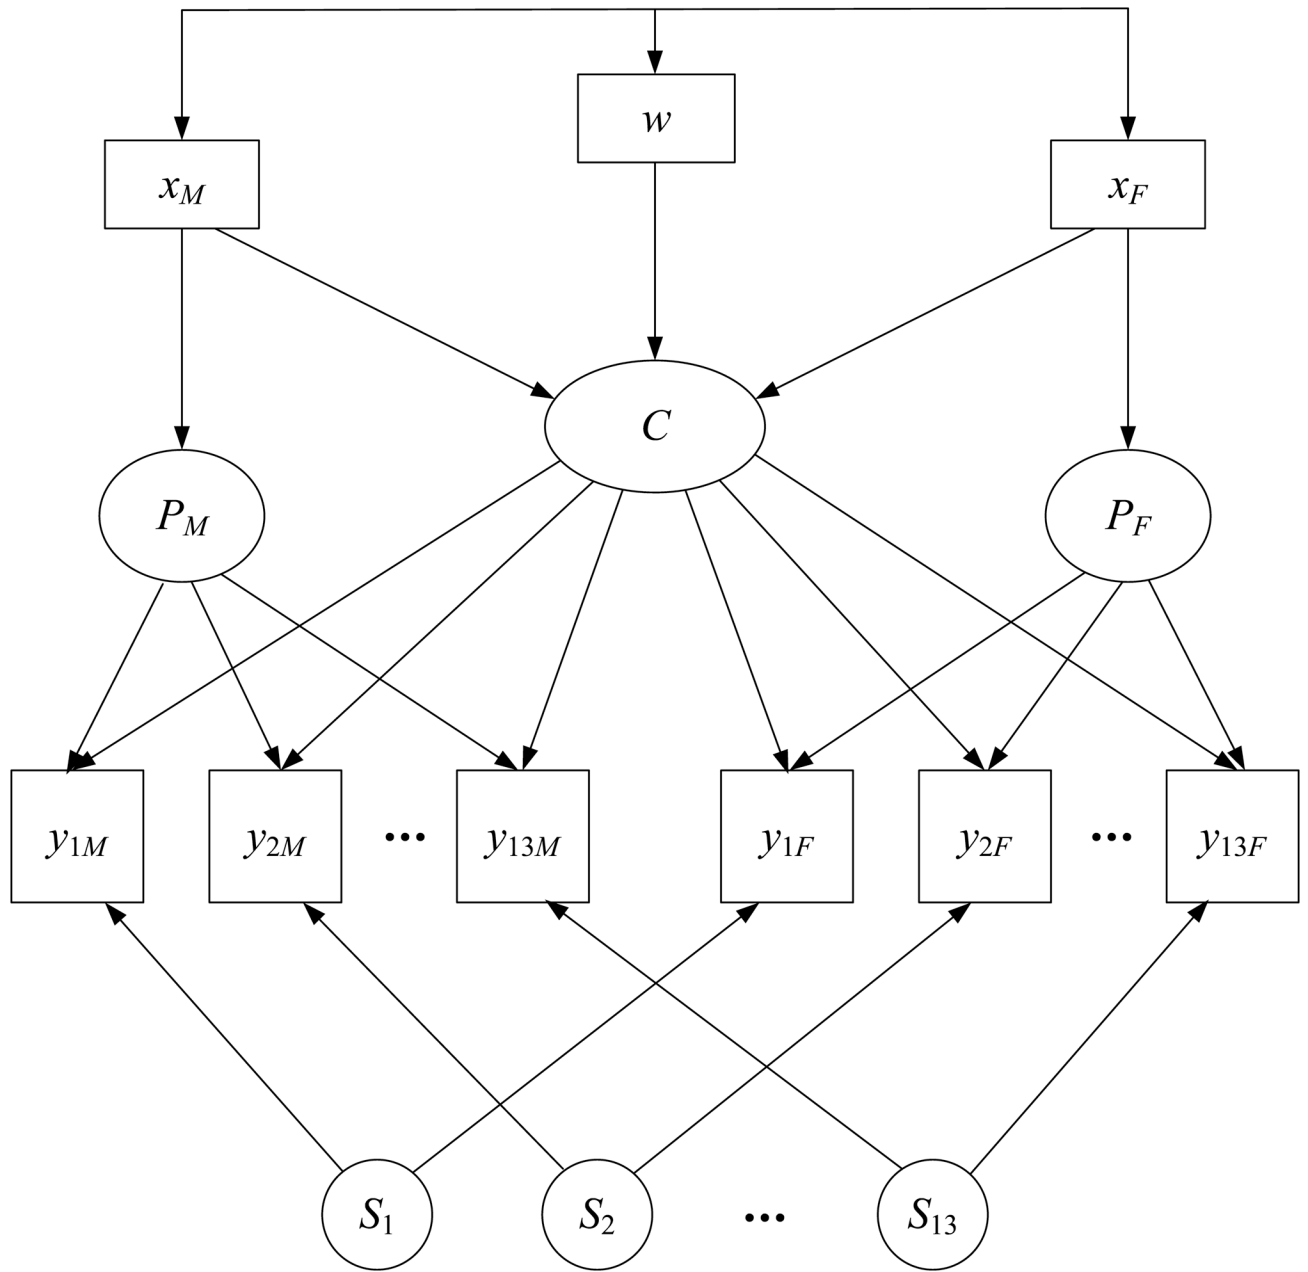 w
x_M
x_F
C
P_M
P_F
y_1M y_2M ... y_13M y_1F y_2F ... y_13F
S_1 S_2 ... S_13